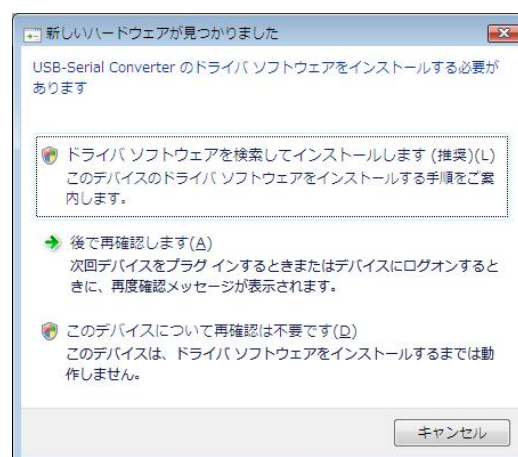 新しいハードウェアが見つかりました
USB-Serial Converter のドライバ ソフトウェアをインストールする必要が
あります
ドライバ ソフトウェアを検索してインストールします (推奨)(L)
このデバイスのドライバ ソフトウェアをインストールする手順をご案
内します。
後で再確認します(A)
次回デバイスをプラグ インするときまたはデバイスにログオンすると
きに、再度確認メッセージが表示されます。
このデバイスについて再確認は不要です(D)
このデバイスは、ドライバ ソフトウェアをインストールするまでは動
作しません。
キャンセル